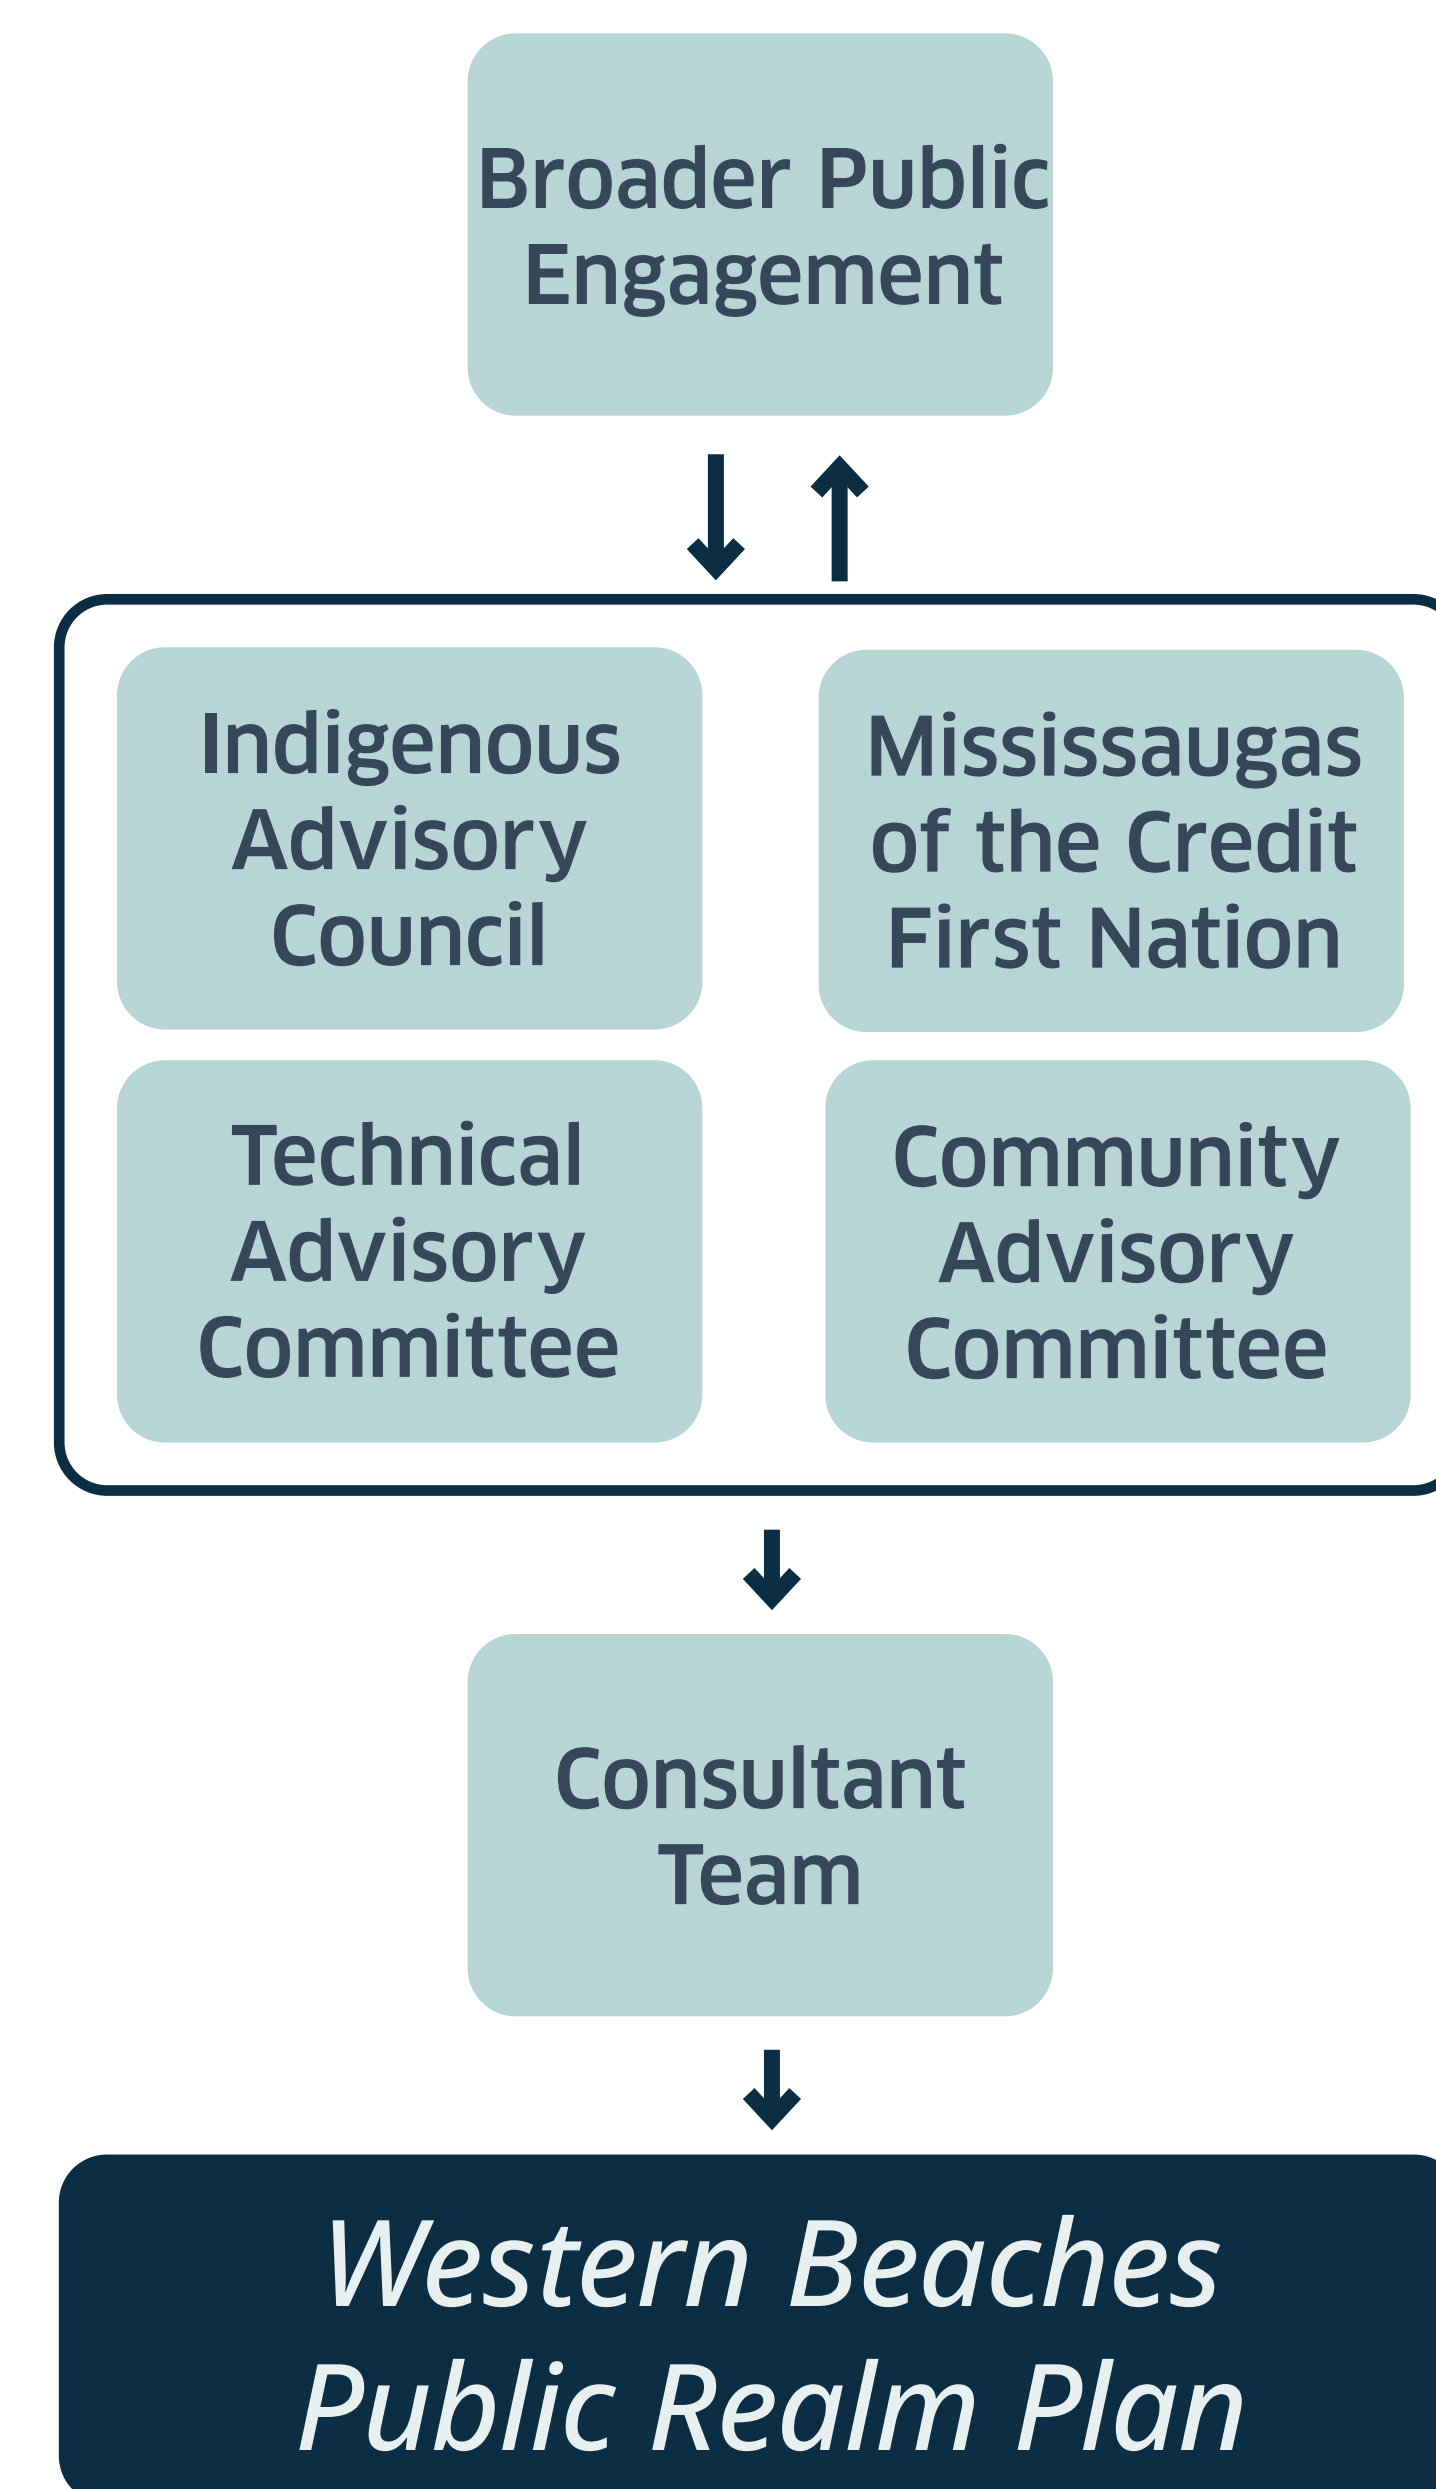 Broader Public
Engagement
Indigenous
Advisory
Council
Mississaugas
of the Credit
First Nation
Technical
Advisory
Committee
Community
Advisory
Committee
Consultant
Team
Western Beaches
Public Realm Plan